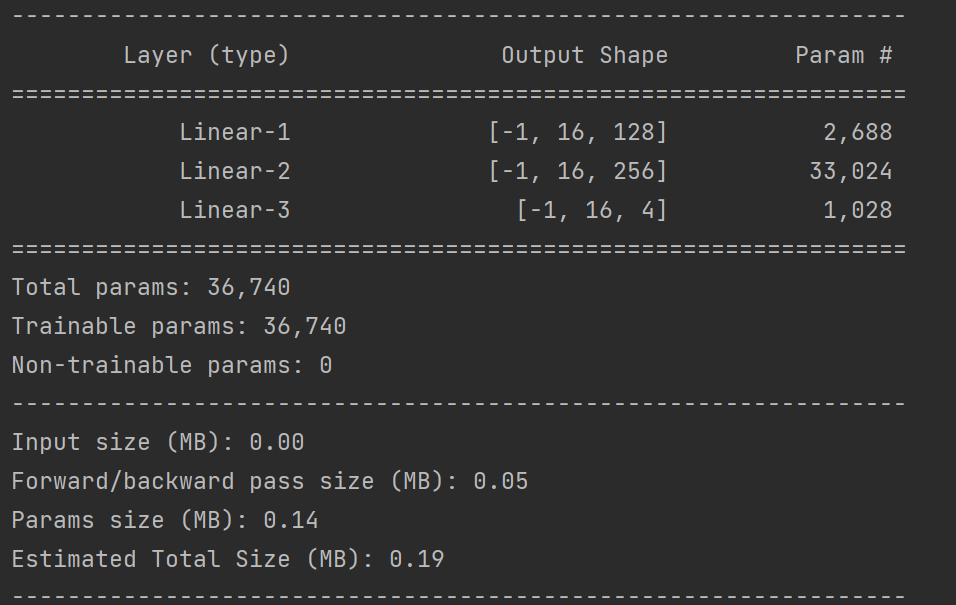 ----------------------------------------------------------------
        Layer (type)               Output Shape         Param #
================================================================
            Linear-1              [-1, 16, 128]           2,688
            Linear-2              [-1, 16, 256]          33,024
            Linear-3                [-1, 16, 4]           1,028
================================================================
Total params: 36,740
Trainable params: 36,740
Non-trainable params: 0
----------------------------------------------------------------
Input size (MB): 0.00
Forward/backward pass size (MB): 0.05
Params size (MB): 0.14
Estimated Total Size (MB): 0.19
----------------------------------------------------------------